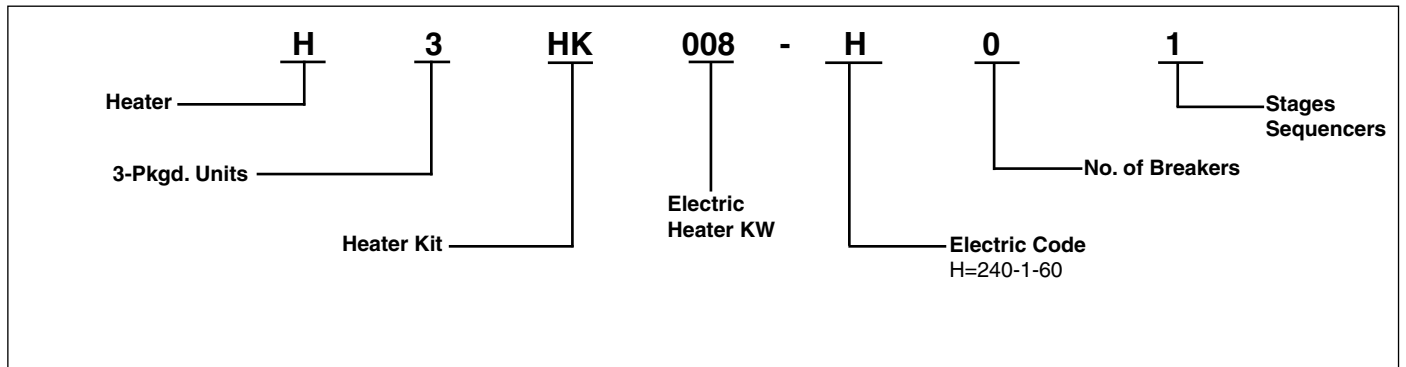 H 3 HK 008 - H 0 1
Heater
Stages
Sequencers
3-Pkgd. Units
No. of Breakers
Electric
Heater KW
Heater Kit
Electric Code
H=240-1-60